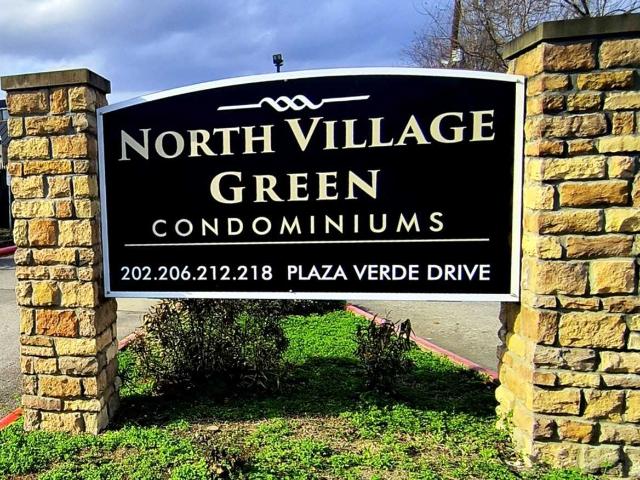 NORTH VILLAGE
GREEN
CONDOMINIUMS
202.206.212.218 PLAZA VERDE DRIVE